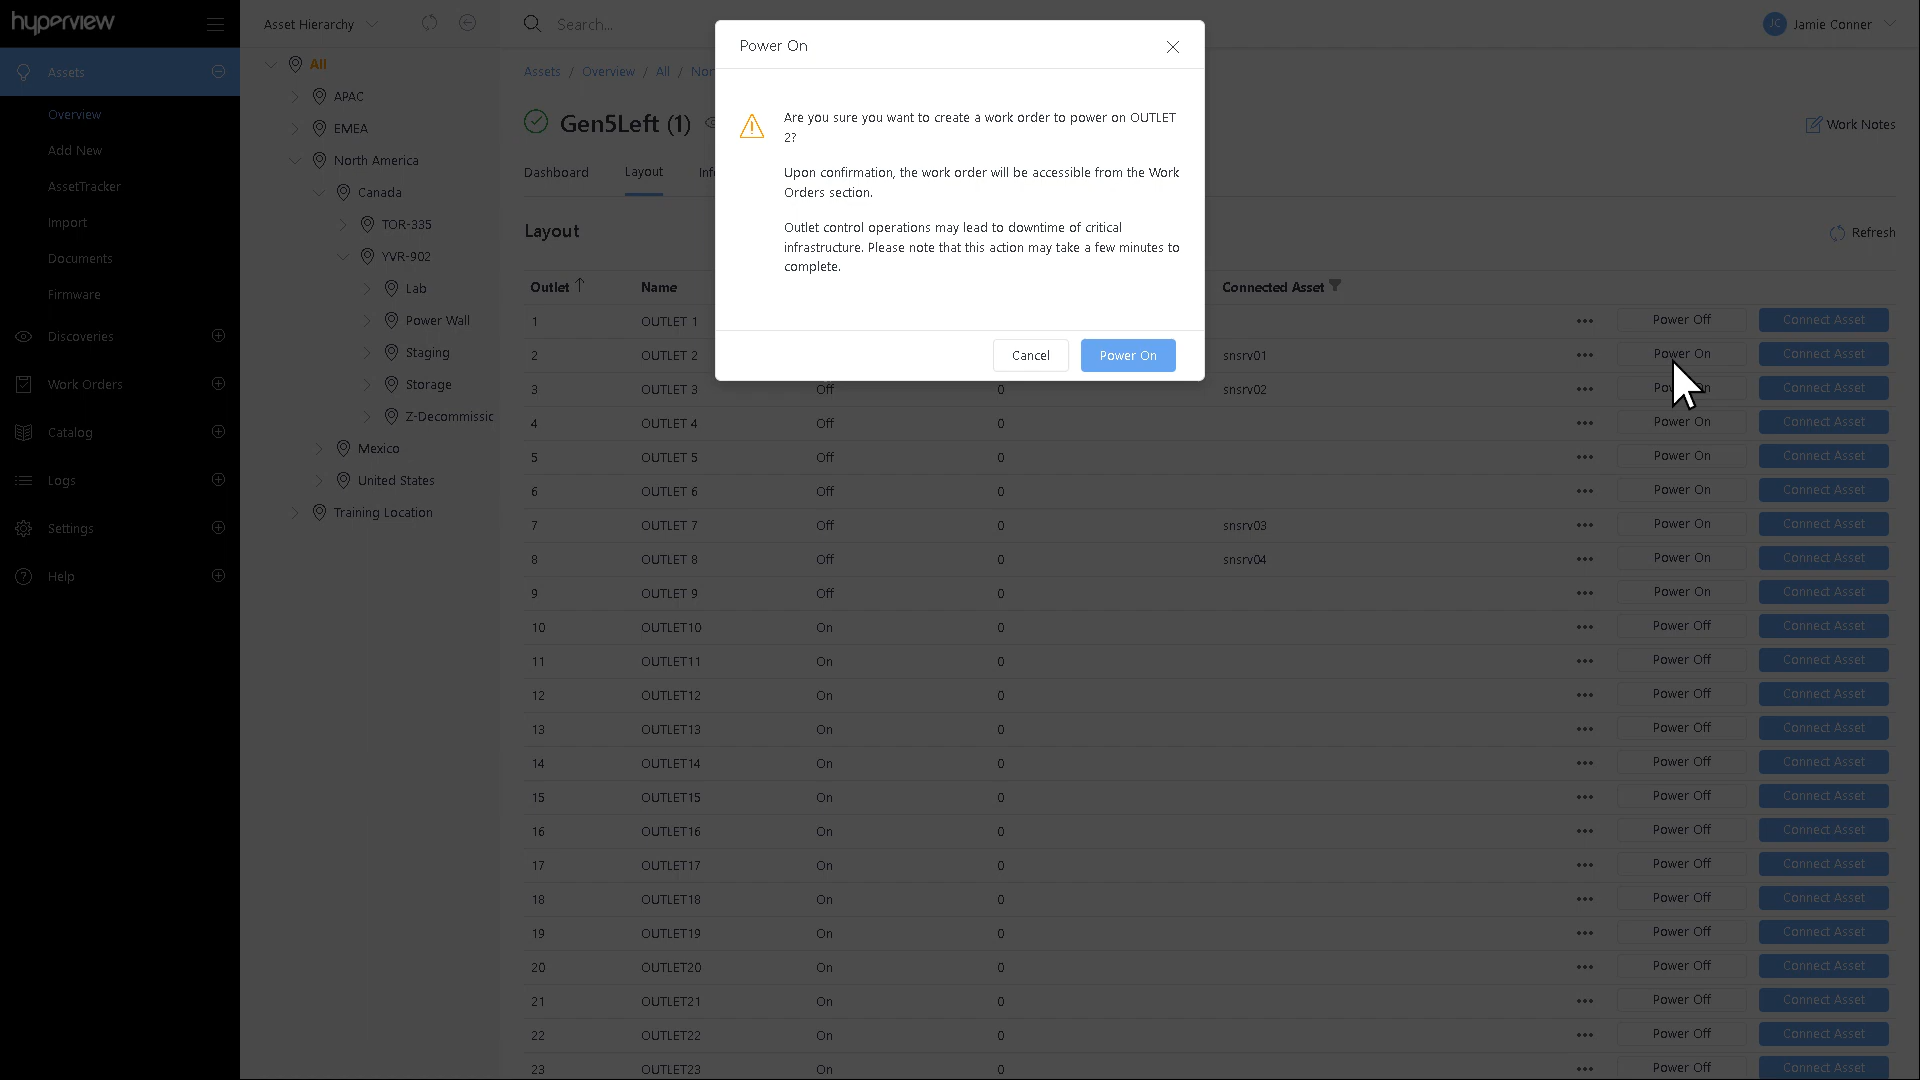 hyperview
Assets
Overview
Add New
AssetTracker
Import
Documents
Firmware
Discoveries
Work Orders
Catalog
Logs
Settings
Help
Asset Hierarchy
All
APAC
EMEA
North America
Canada
TOR-335
YVR-902
Lab
Power Wall
Staging
Storage
Z-Decommissic
Mexico
United States
Training Location
Search...
JC Jamie Conner
Assets / Overview / All / Nor
Gen5Left (1)
Work Notes
Dashboard Layout Inf
Layout
Refresh
Power On
Are you sure you want to create a work order to power on OUTLET
2?
Upon confirmation, the work order will be accessible from the Work
Orders section.
Outlet control operations may lead to downtime of critical
infrastructure. Please note that this action may take a few minutes to
complete.
Cancel Power On
Outlet Name Connected Asset
1 OUTLET 1 ••• Power Off Connect Asset
2 OUTLET 2 snsrv01 ••• Power On Connect Asset
3 OUTLET 3 Off 0 snsrv02 ••• Connect Asset
4 OUTLET 4 Off 0 ••• Power On Connect Asset
5 OUTLET 5 Off 0 ••• Power On Connect Asset
6 OUTLET 6 Off 0 ••• Power On Connect Asset
7 OUTLET 7 Off 0 snsrv03 ••• Power On Connect Asset
8 OUTLET 8 Off 0 snsrv04 ••• Power On Connect Asset
9 OUTLET 9 Off 0 ••• Power On Connect Asset
10 OUTLET10 On 0 ••• Power Off Connect Asset
11 OUTLET11 On 0 ••• Power Off Connect Asset
12 OUTLET12 On 0 ••• Power Off Connect Asset
13 OUTLET13 On 0 ••• Power Off Connect Asset
14 OUTLET14 On 0 ••• Power Off Connect Asset
15 OUTLET15 On 0 ••• Power Off Connect Asset
16 OUTLET16 On 0 ••• Power Off Connect Asset
17 OUTLET17 On 0 ••• Power Off Connect Asset
18 OUTLET18 On 0 ••• Power Off Connect Asset
19 OUTLET19 On 0 ••• Power Off Connect Asset
20 OUTLET20 On 0 ••• Power Off Connect Asset
21 OUTLET21 On 0 ••• Power Off Connect Asset
22 OUTLET22 On 0 ••• Power Off Connect Asset
23 OUTLET23 On 0 ••• Power Off Connect Asset